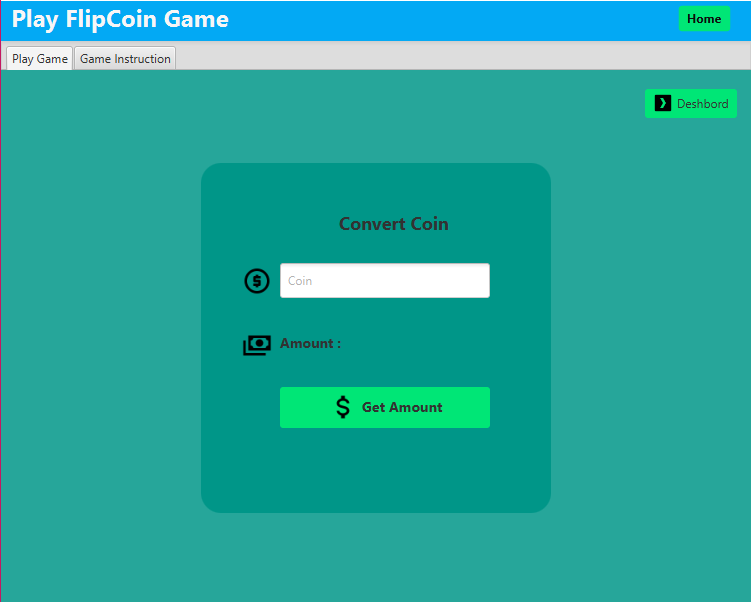 Play FlipCoin Game
Home
Play Game
Game Instruction
Deshbord
Convert Coin
Coin
Amount :
Get Amount